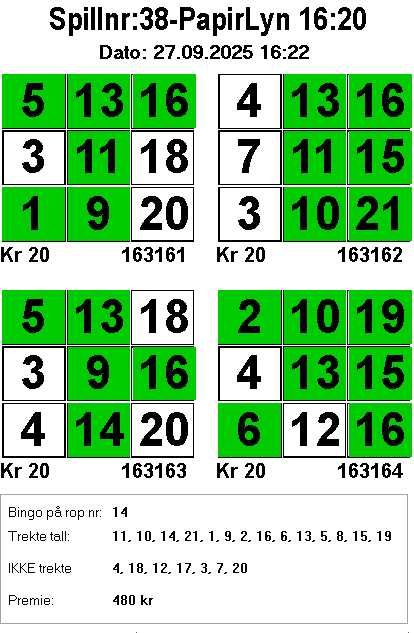 Spillnr:38-PapirLyn 16:20
Dato: 27.09.2025 16:22
5 13 16
3 11 18
1 9 20
Kr 20 163161
4 13 16
7 11 15
3 10 21
Kr 20 163162
5 13 18
3 9 16
4 14 20
Kr 20 163163
2 10 19
4 13 15
6 12 16
Kr 20 163164
Bingo på rop nr: 14
Trekte tall: 11, 10, 14, 21, 1, 9, 2, 16, 6, 13, 5, 8, 15, 19
IKKE trekte 4, 18, 12, 17, 3, 7, 20
Premie: 480 kr